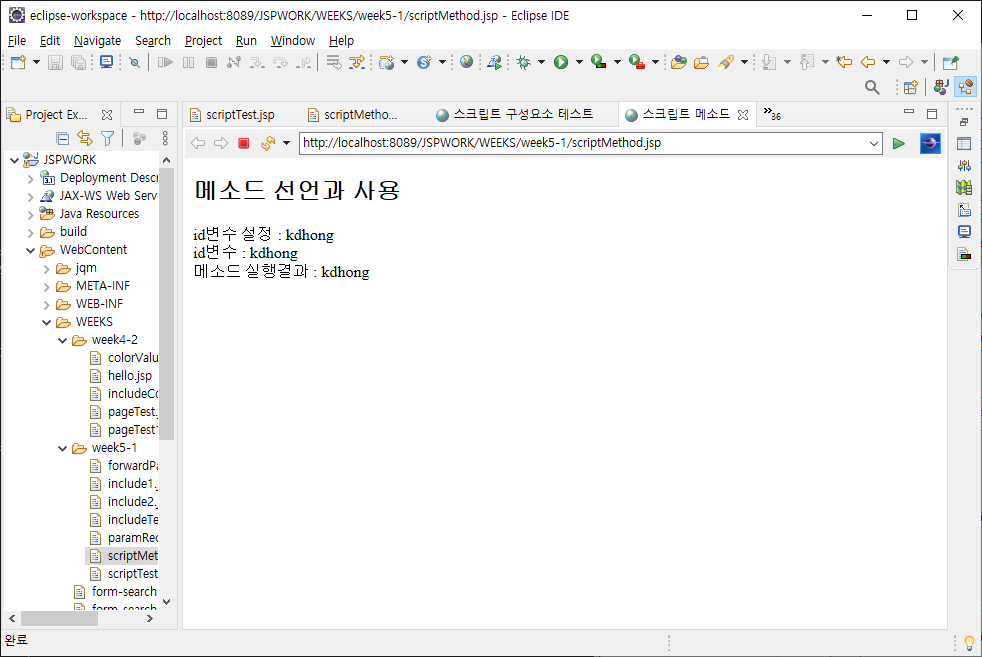 eclipse-workspace - http://localhost:8089/JSPWORK/WEEKS/week5-1/scriptMethod.jsp - Eclipse IDE
File Edit Navigate Search Project Run Window Help
Project Ex...
scriptTest.jsp
scriptMetho...
스크립트 구성요소 테스트
스크립트 메소드
»36
http://localhost:8089/JSPWORK/WEEKS/week5-1/scriptMethod.jsp
JSPWORK
Deployment Descr
JAX-WS Web Serv
Java Resources
build
WebContent
jqm
META-INF
WEB-INF
WEEKS
week4-2
colorValu
hello.jsp
includeCo
pageTest.
pageTest1
week5-1
forwardPa
include1.
include2.
includeTe
paramRec
scriptMet
scriptTest
form-search
form-search
메소드 선언과 사용
id변수 설정 : kdhong
id변수 : kdhong
메소드 실행결과 : kdhong
완료